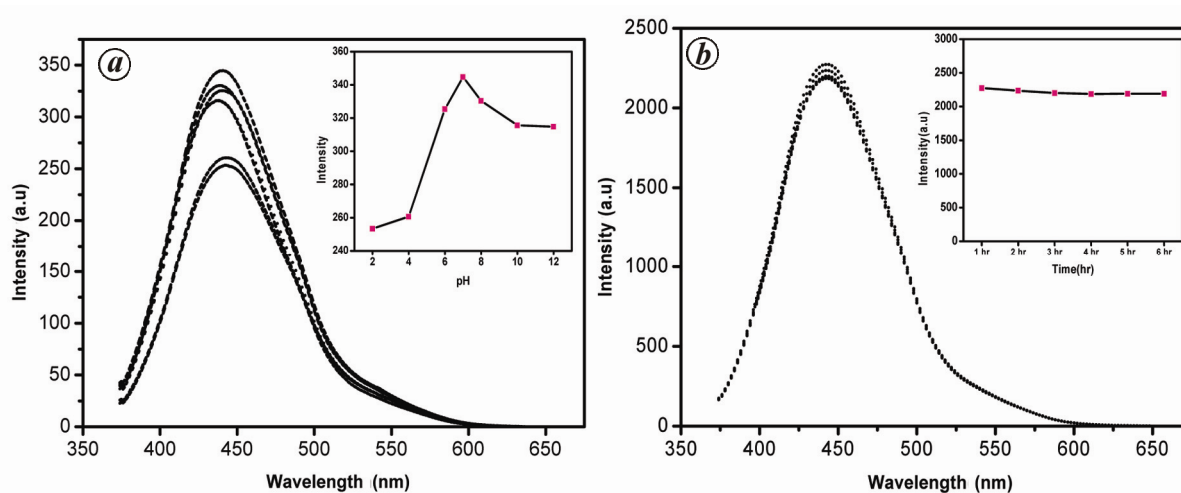 a
350
300
250
200
150
100
50
0
350 400 450 500 550 600 650
Intensity (a.u)
Wavelength (nm)
360
340
320
300
280
260
240
2 4 6 8 10 12
Intensity
pH
b
2500
2000
1500
1000
500
0
350 400 450 500 550 600 650
Intensity (a.u)
Wavelength (nm)
3000
2500
2000
1500
1000
500
0
1 hr 2 hr 3 hr 4 hr 5 hr 6 hr
Intensity(a.u)
Time(hr)